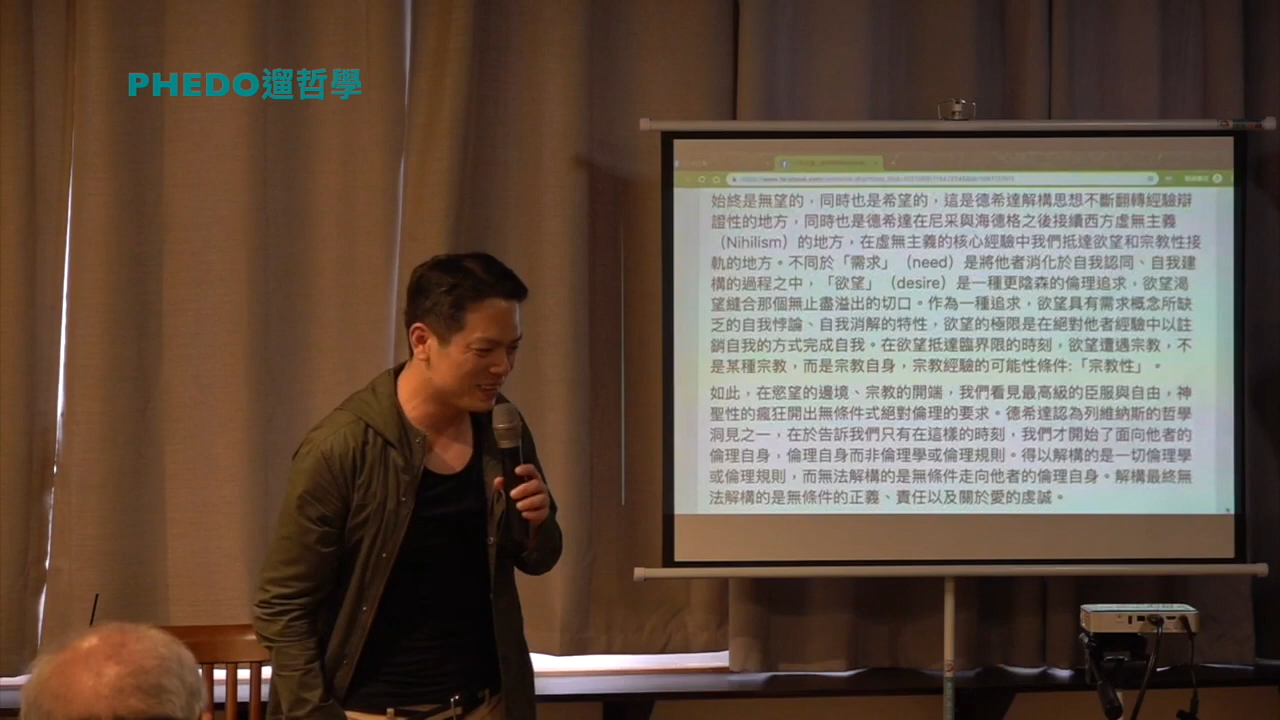 PHEDO遛哲學
始終是無望的，同時也是希望的，這是德希達解構思想不斷翻轉經驗辯
證性的地方，同時也是德希達在尼采與海德格之後接續西方虛無主義
（Nihilism）的地方，在虛無主義的核心經驗中我們抵達欲望和宗教性接
軌的地方。不同於「需求」（need）是將他者消化於自我認同、自我建
構的過程之中，「欲望」（desire）是一種更陰森的倫理追求，欲望渴
望縫合那個無止盡溢出的切口。作為一種追求，欲望具有需求概念所缺
乏的自我悖論、自我消解的特性，欲望的極限是在絕對他者經驗中以註
銷自我的方式完成自我。在欲望抵達臨界限的時刻，欲望遭遇宗教，不
是某種宗教，而是宗教自身，宗教經驗的可能性條件:「宗教性」。
如此，在慾望的邊境、宗教的開端，我們看見最高級的臣服與自由，神
聖性的瘋狂開出無條件式絕對倫理的要求。德希達認為列維納斯的哲學
洞見之一，在於告訴我們只有在這樣的時刻，我們才開始了面向他者的
倫理自身，倫理自身而非倫理學或倫理規則。得以解構的是一切倫理學
或倫理規則，而無法解構的是無條件走向他者的倫理自身。解構最終無
法解構的是無條件的正義、責任以及關於愛的虔誠。